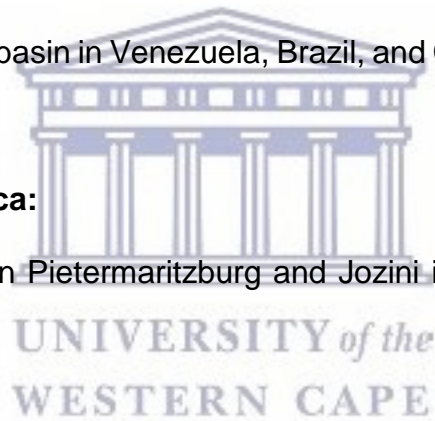 basin in Venezuela, Brazil, and
ca:
n Pietermaritzburg and Jozini i
UNIVERSITY of the
WESTERN CAPE